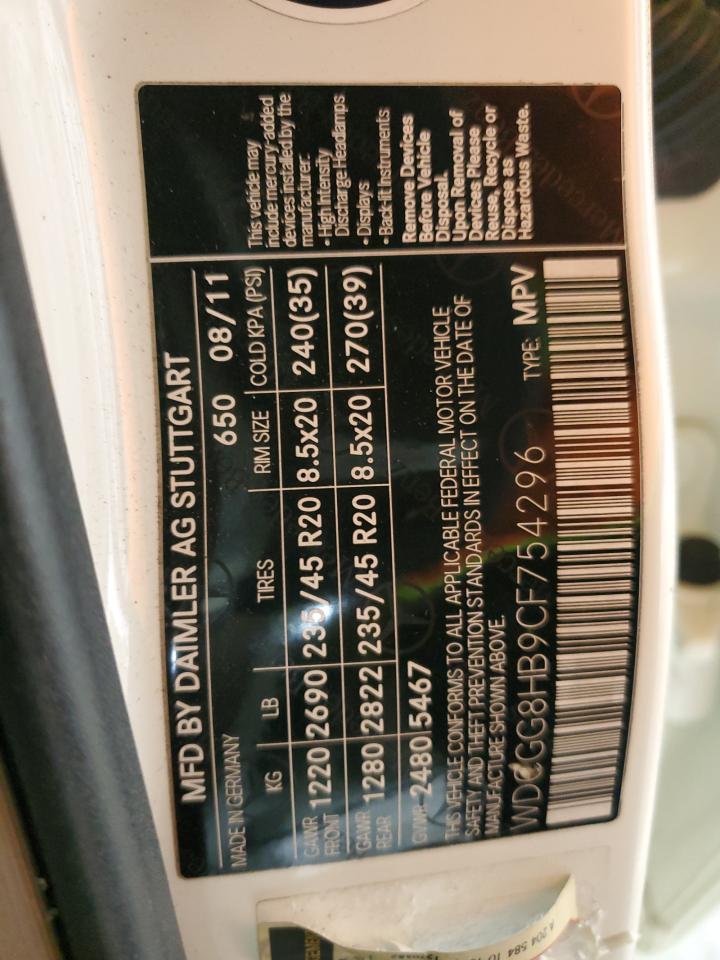 MFD BY DAIMLER AG STUTTGART
MADE IN GERMANY 650 08/11
KG LB TIRES RIM SIZE COLD KPA (PSI)
GAWR FRONT 1220 2690 235/45 R20 8.5x20 240(35)
GAWR REAR 1280 2822 235/45 R20 8.5x20 270(39)
GVWR 2480 5467
THIS VEHICLE CONFORMS TO ALL APPLICABLE FEDERAL MOTOR VEHICLE
SAFETY AND THEFT PREVENTION STANDARDS IN EFFECT ON THE DATE OF
MANUFACTURE SHOWN ABOVE.
WDCGG8HB9CF754296 TYPE: MPV
This vehicle may
include mercury-added
devices installed by the
manufacturer:
• High Intensity
Discharge Headlamps
• Displays
• Back-lit Instruments
Remove Devices
Before Vehicle
Disposal.
Upon Removal of
Devices Please
Reuse, Recycle or
Dispose as
Hazardous Waste.
A 204 584 10